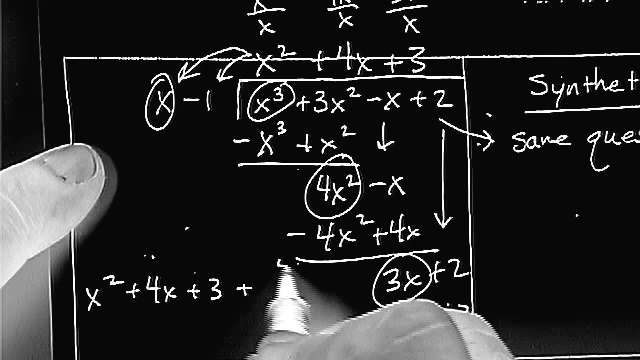 x² + 4x + 3
x - 1
x³ + 3x² - x + 2
Synthet
- x³ + x²
same ques
4x² - x
- 4x² + 4x
3x + 2
x² + 4x + 3 +